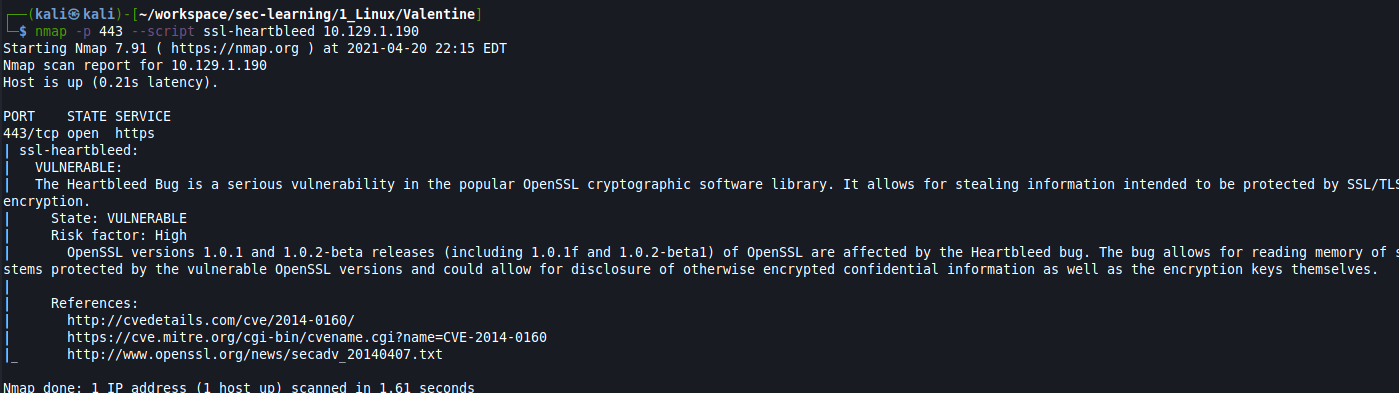 ┌──(kali㉿kali)-[~/workspace/sec-learning/1_Linux/Valentine]
└─$ nmap -p 443 --script ssl-heartbleed 10.129.1.190
Starting Nmap 7.91 ( https://nmap.org ) at 2021-04-20 22:15 EDT
Nmap scan report for 10.129.1.190
Host is up (0.21s latency).
PORT    STATE SERVICE
443/tcp open  https
| ssl-heartbleed:
|   VULNERABLE:
|   The Heartbleed Bug is a serious vulnerability in the popular OpenSSL cryptographic software library. It allows for stealing information intended to be protected by SSL/TLS
encryption.
|     State: VULNERABLE
|     Risk factor: High
|       OpenSSL versions 1.0.1 and 1.0.2-beta releases (including 1.0.1f and 1.0.2-beta1) of OpenSSL are affected by the Heartbleed bug. The bug allows for reading memory of s
stems protected by the vulnerable OpenSSL versions and could allow for disclosure of otherwise encrypted confidential information as well as the encryption keys themselves.
|
|     References:
|       http://cvedetails.com/cve/2014-0160/
|       https://cve.mitre.org/cgi-bin/cvename.cgi?name=CVE-2014-0160
|_      http://www.openssl.org/news/secadv_20140407.txt
Nmap done: 1 IP address (1 host up) scanned in 1.61 seconds